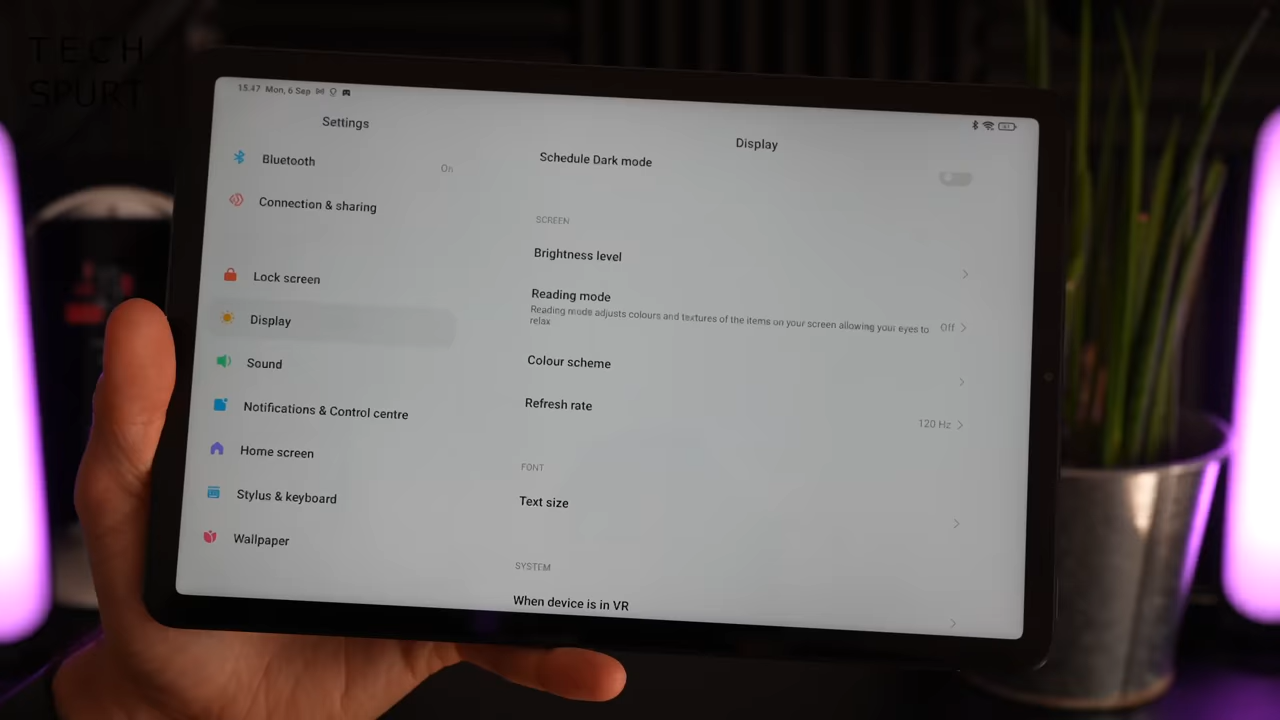 TECH
SPURT
15.47 Mon, 6 Sep
Settings
Bluetooth
On
Connection & sharing
Lock screen
Display
Sound
Notifications & Control centre
Home screen
Stylus & keyboard
Wallpaper
Display
Schedule Dark mode
SCREEN
Brightness level
Reading mode
Reading mode adjusts colours and textures of the items on your screen allowing your eyes to
relax
Off
Colour scheme
Refresh rate
120 Hz
FONT
Text size
SYSTEM
When device is in VR